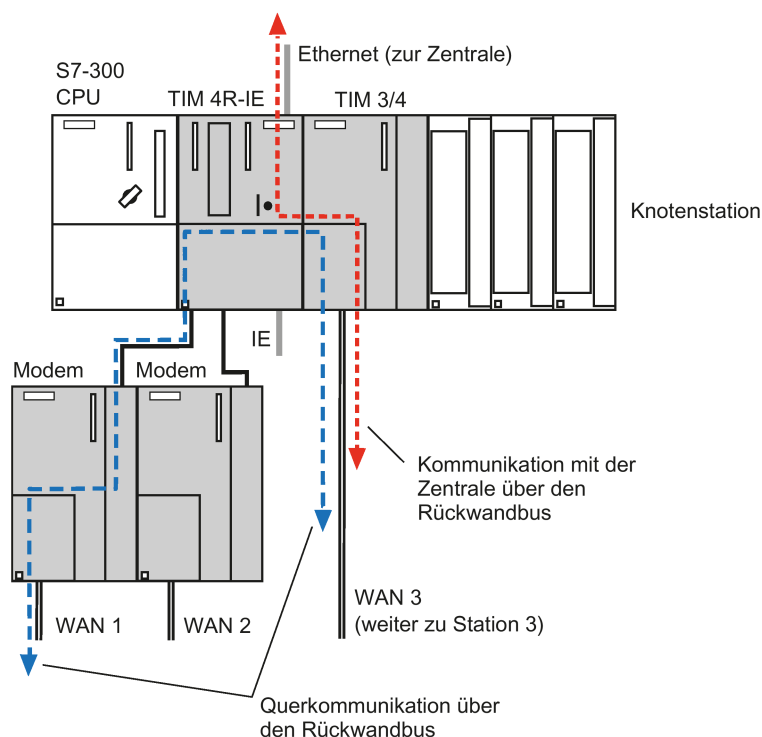 Ethernet (zur Zentrale)
S7-300
CPU
TIM 4R-IE
TIM 3/4
Knotenstation
IE
Modem
Modem
Kommunikation mit der
Zentrale über den
Rückwandbus
WAN 1
WAN 2
WAN 3
(weiter zu Station 3)
Querkommunikation über
den Rückwandbus